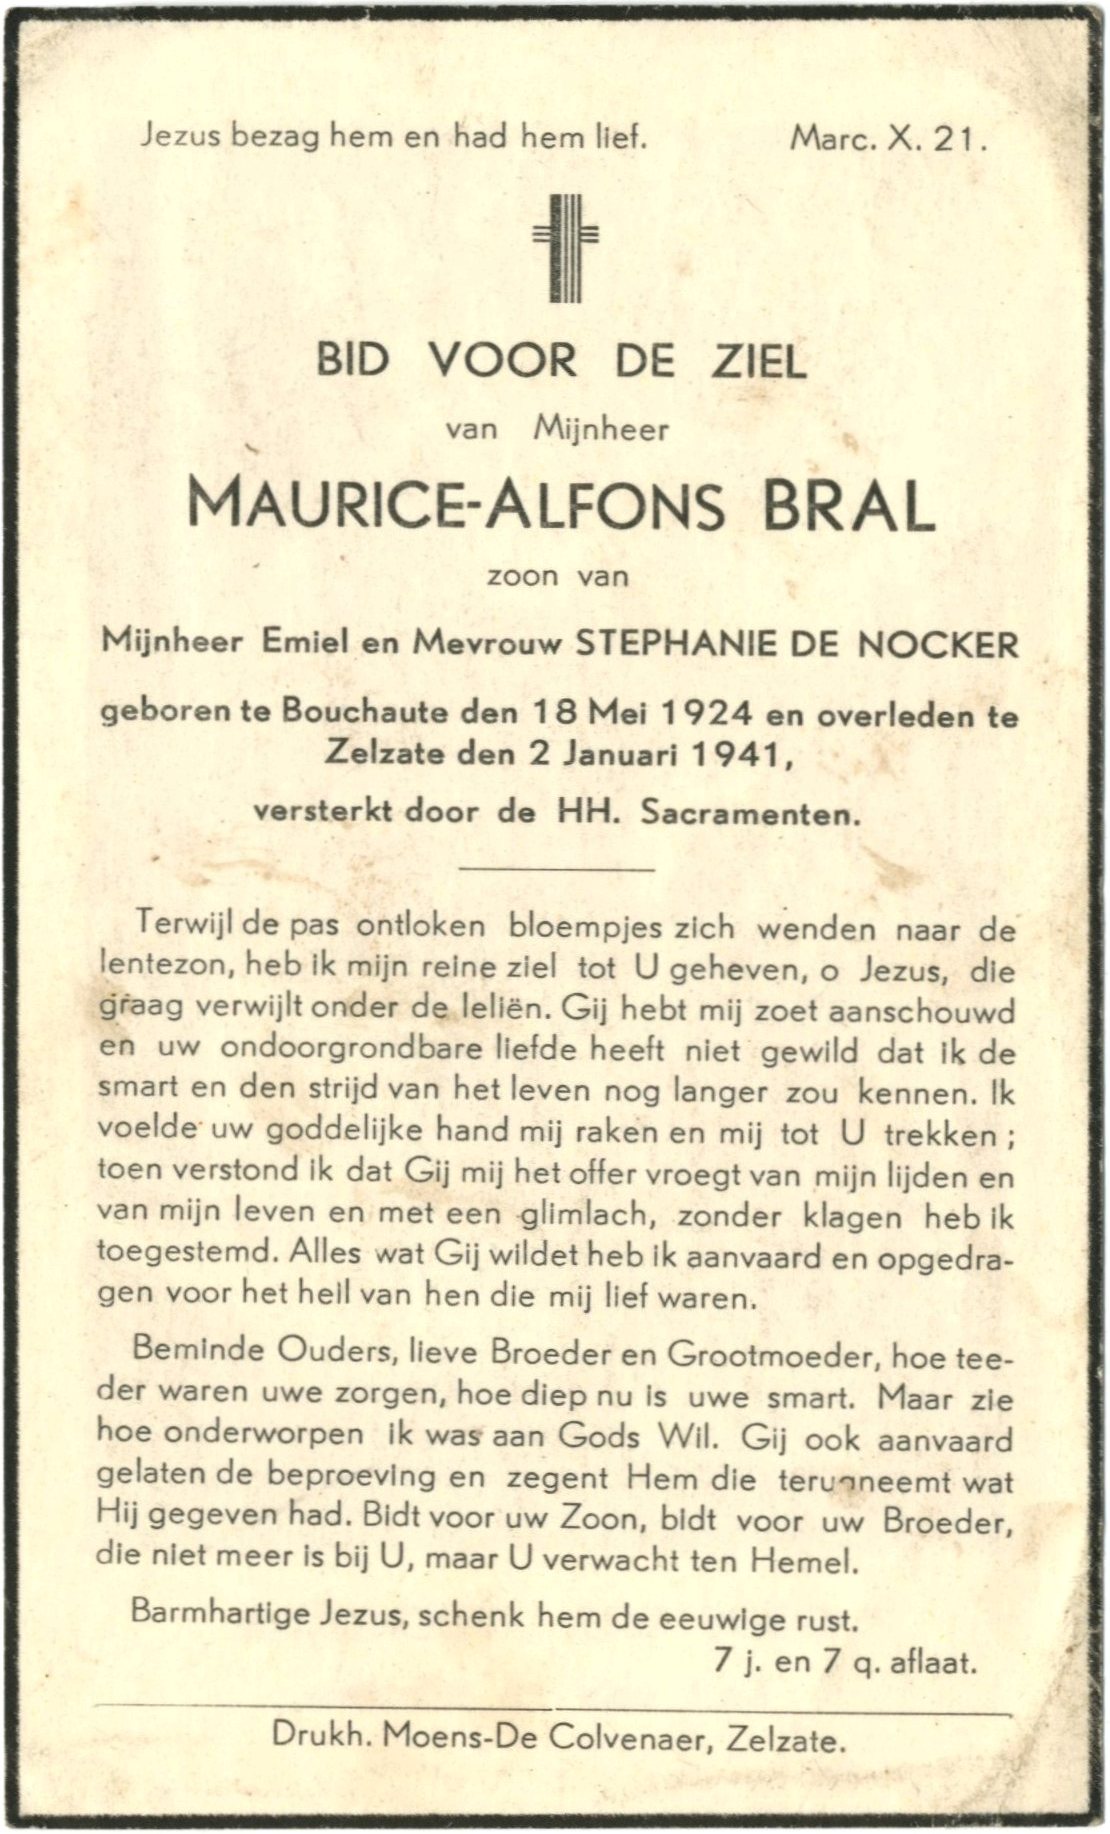 Jezus bezag hem en had hem lief. Marc. X. 21.
BID VOOR DE ZIEL
van Mijnheer
MAURICE-ALFONS BRAL
zoon van
Mijnheer Emiel en Mevrouw STEPHANIE DE NOCKER
geboren te Bouchaute den 18 Mei 1924 en overleden te
Zelzate den 2 Januari 1941,
versterkt door de HH. Sacramenten.
Terwijl de pas ontloken bloempjes zich wenden naar de
lentezon, heb ik mijn reine ziel tot U geheven, o Jezus, die
graag verwijlt onder de leliën. Gij hebt mij zoet aanschouwd
en uw ondoorgrondbare liefde heeft niet gewild dat ik de
smart en den strijd van het leven nog langer zou kennen. Ik
voelde uw goddelijke hand mij raken en mij tot U trekken ;
toen verstond ik dat Gij mij het offer vroegt van mijn lijden en
van mijn leven en met een glimlach, zonder klagen heb ik
toegestemd. Alles wat Gij wildet heb ik aanvaard en opgedra-
gen voor het heil van hen die mij lief waren.
Beminde Ouders, lieve Broeder en Grootmoeder, hoe tee-
der waren uwe zorgen, hoe diep nu is uwe smart. Maar zie
hoe onderworpen ik was aan Gods Wil. Gij ook aanvaard
gelaten de beproeving en zegent Hem die terugneemt wat
Hij gegeven had. Bidt voor uw Zoon, bidt voor uw Broeder,
die niet meer is bij U, maar U verwacht ten Hemel.
Barmhartige Jezus, schenk hem de eeuwige rust.
7 j. en 7 q. aflaat.
Drukh. Moens-De Colvenaer, Zelzate.